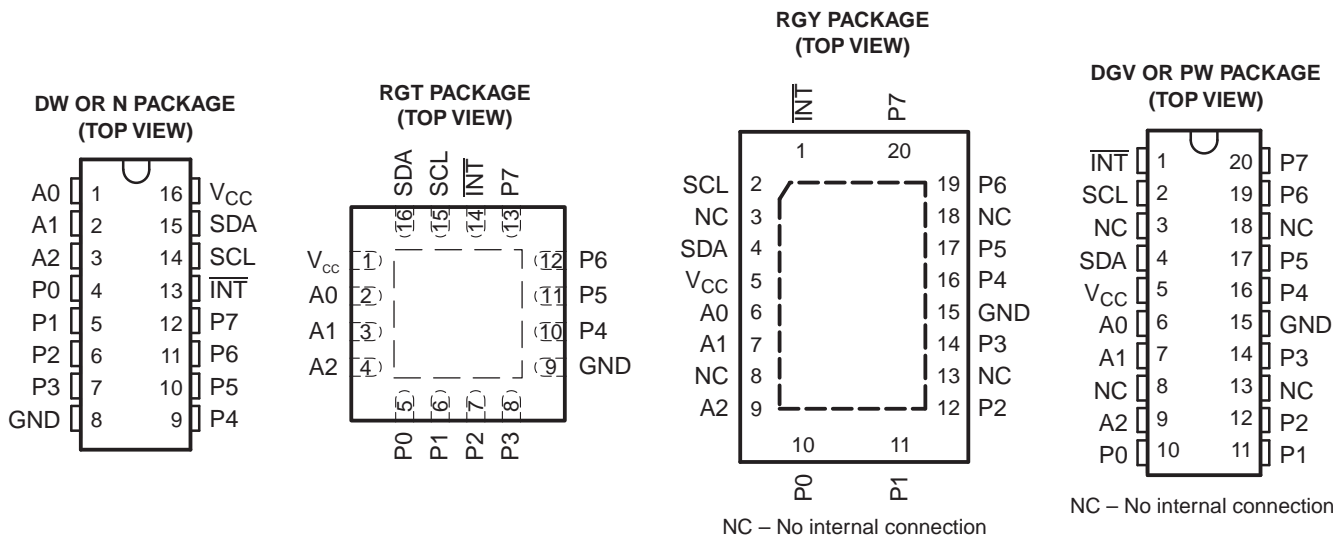 DW OR N PACKAGE
(TOP VIEW)
A0 1 16 VCC
A1 2 15 SDA
A2 3 14 SCL
P0 4 13 INT
P1 5 12 P7
P2 6 11 P6
P3 7 10 P5
GND 8 9 P4
RGT PACKAGE
(TOP VIEW)
SDA SCL INT P7
16 15 14 13
VCC 1 12 P6
A0 2 11 P5
A1 3 10 P4
A2 4 9 GND
5 6 7 8
P0 P1 P2 P3
RGY PACKAGE
(TOP VIEW)
INT P7
1 20
SCL 2 19 P6
NC 3 18 NC
SDA 4 17 P5
VCC 5 16 P4
A0 6 15 GND
A1 7 14 P3
NC 8 13 NC
A2 9 12 P2
10 11
P0 P1
NC – No internal connection
DGV OR PW PACKAGE
(TOP VIEW)
INT 1 20 P7
SCL 2 19 P6
NC 3 18 NC
SDA 4 17 P5
VCC 5 16 P4
A0 6 15 GND
A1 7 14 P3
NC 8 13 NC
A2 9 12 P2
P0 10 11 P1
NC – No internal connection